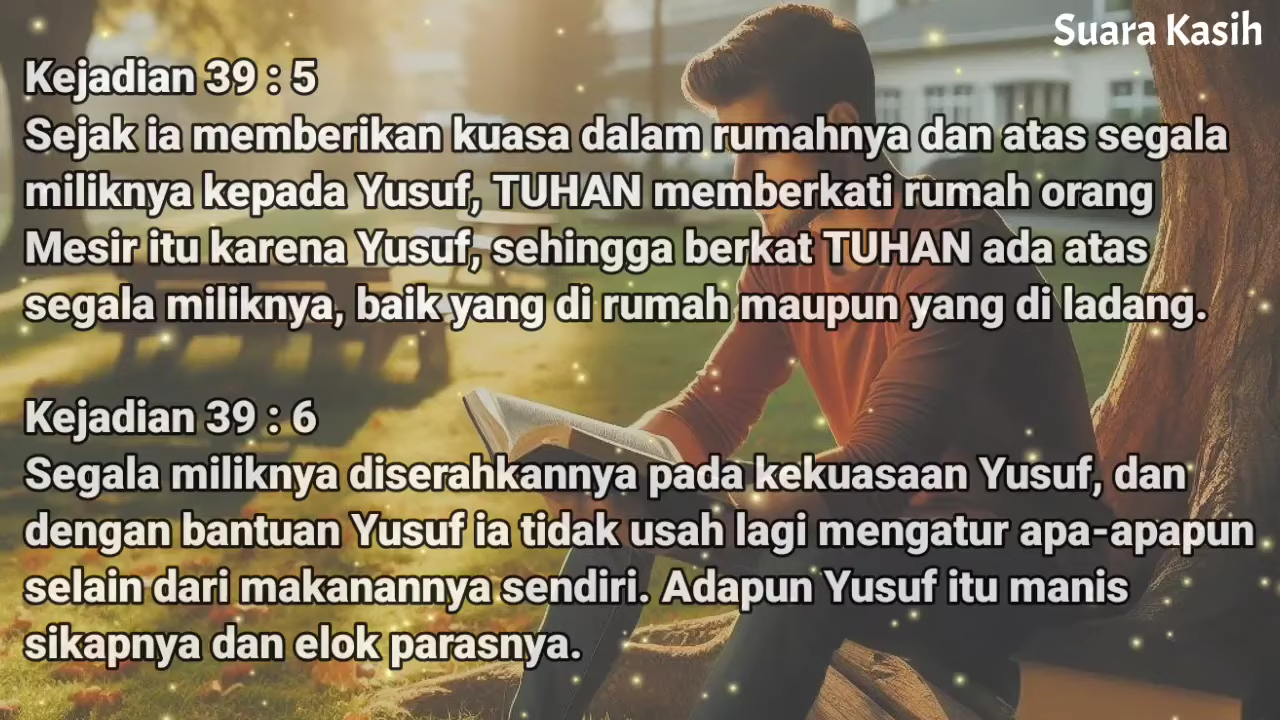 Suara Kasih
Kejadian 39 : 5
Sejak ia memberikan kuasa dalam rumahnya dan atas segala
miliknya kepada Yusuf, TUHAN memberkati rumah orang
Mesir itu karena Yusuf, sehingga berkat TUHAN ada atas
segala miliknya, baik yang di rumah maupun yang di ladang.
Kejadian 39 : 6
Segala miliknya diserahkannya pada kekuasaan Yusuf, dan
dengan bantuan Yusuf ia tidak usah lagi mengatur apa-apapun
selain dari makanannya sendiri. Adapun Yusuf itu manis
sikapnya dan elok parasnya.